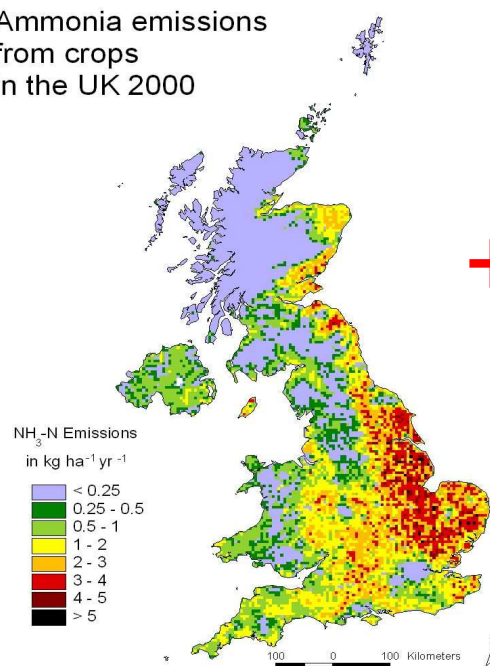 Ammonia emissions
from crops
in the UK 2000
NH3-N Emissions
in kg ha-1 yr -1
< 0.25
0.25 - 0.5
0.5 - 1
1 - 2
2 - 3
3 - 4
4 - 5
> 5
100 0 100 Kilometers